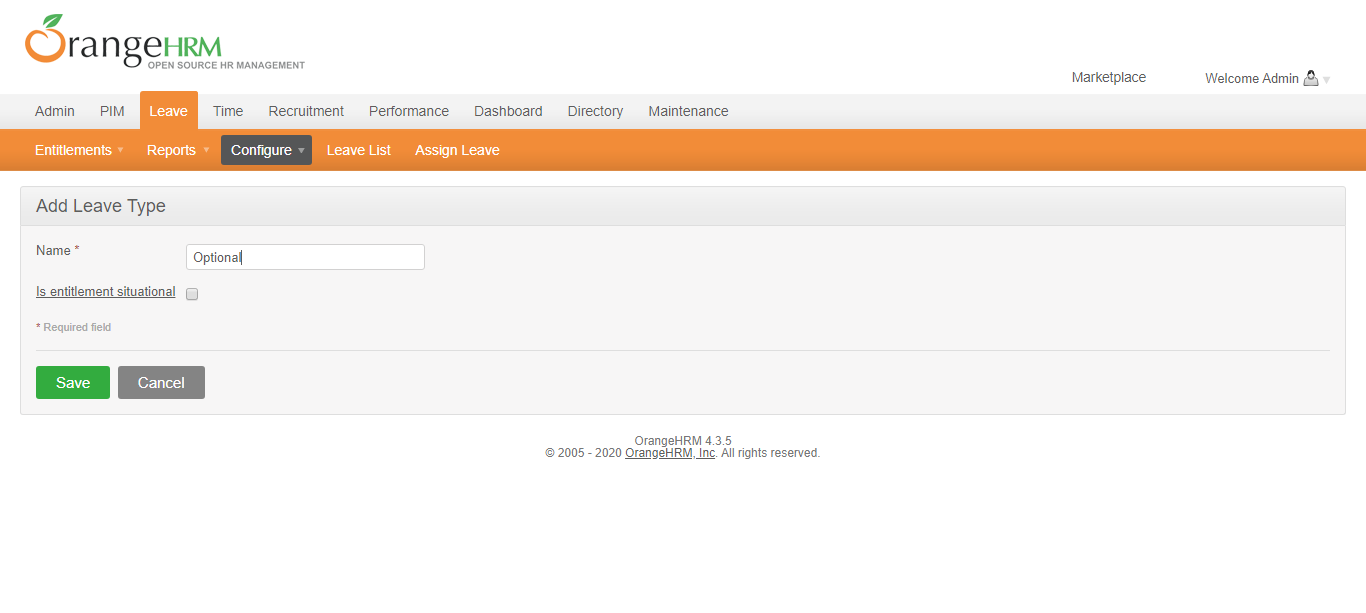 OrangeHRM
OPEN SOURCE HR MANAGEMENT
Marketplace
Welcome Admin
Admin PIM Leave Time Recruitment Performance Dashboard Directory Maintenance
Entitlements Reports Configure Leave List Assign Leave
Add Leave Type
Name *
Optional
Is entitlement situational
* Required field
Save Cancel
OrangeHRM 4.3.5
© 2005 - 2020 OrangeHRM, Inc. All rights reserved.